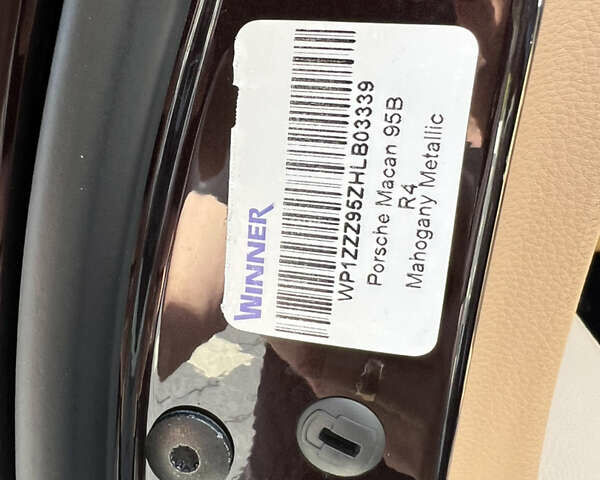 WINNER
WP1ZZZ95ZHLB03339
Porsche Macan 95B
R4
Mahogany Metallic